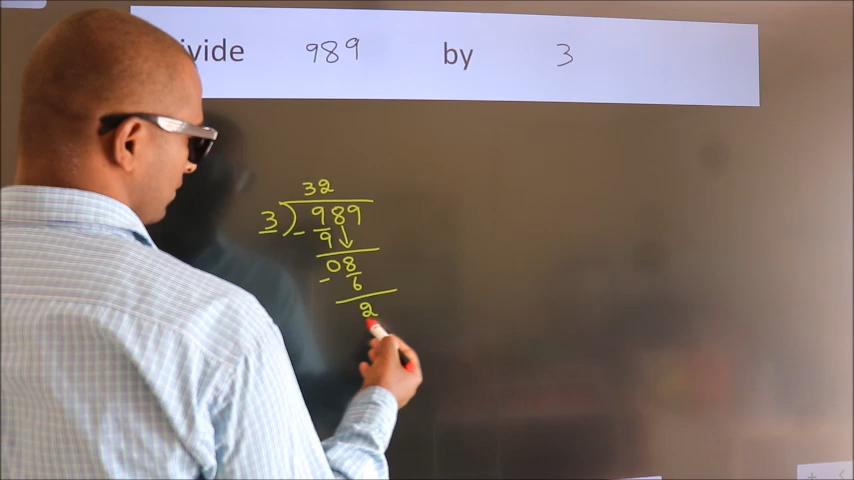 ivide 989 by 3
32
3 ) 989
- 9 ↓
08
- 6
2